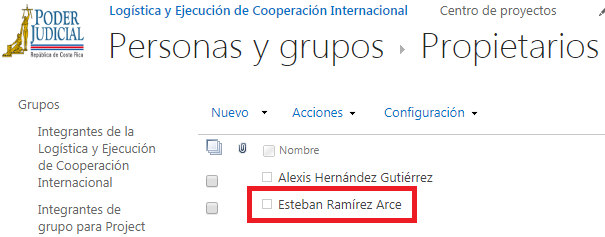 PODER
JUDICIAL
República de Costa Rica
Logística y Ejecución de Cooperación Internacional
Centro de proyectos
Personas y grupos ▸ Propietarios
Grupos
Integrantes de la
Logística y Ejecución
de Cooperación
Internacional
Integrantes de
grupo para Project
Nuevo
Acciones
Configuración
Nombre
Alexis Hernández Gutiérrez
Esteban Ramírez Arce